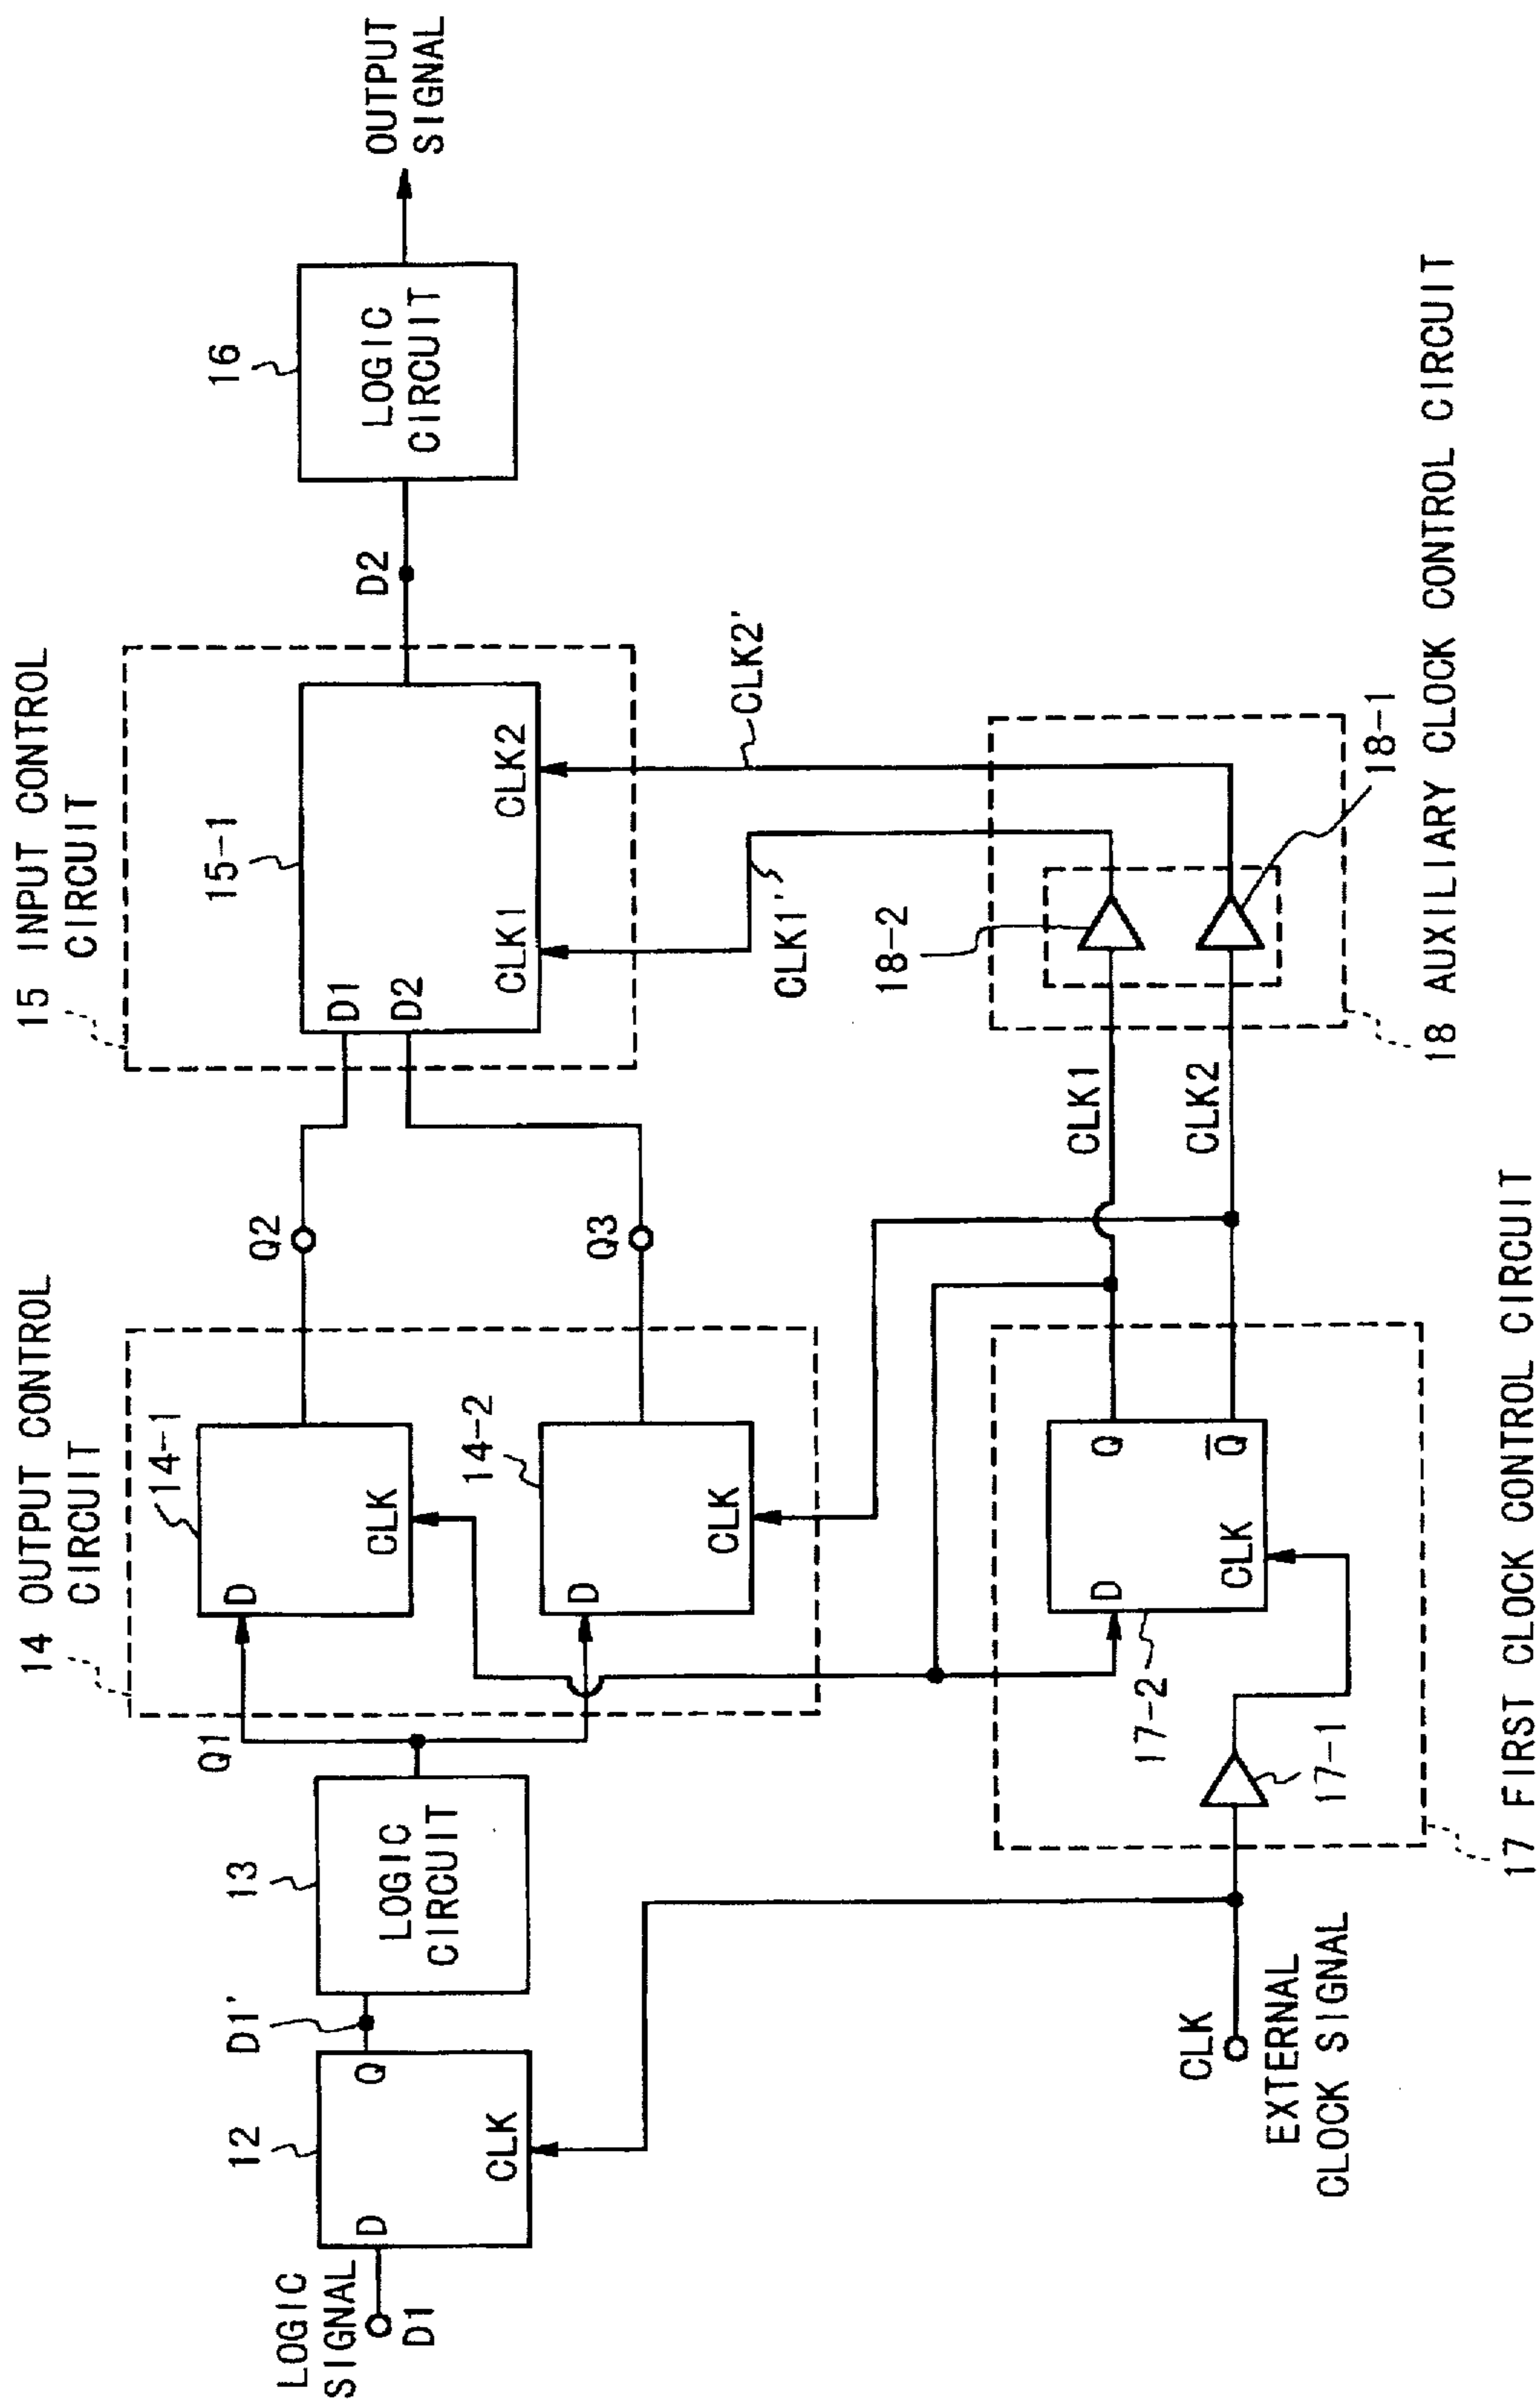 14 OUTPUT CONTROL
CIRCUIT
15 INPUT CONTROL
CIRCUIT
LOGIC
SIGNAL
D1
12
D
Q
CLK
D1'
13
LOGIC
CIRCUIT
Q1
14-1
D
CLK
14-2
D
CLK
Q2
Q3
15-1
D1
D2
CLK1
CLK2
D2
16
LOGIC
CIRCUIT
OUTPUT
SIGNAL
CLK1'
CLK2'
CLK
EXTERNAL
CLOCK SIGNAL
17-1
17-2
D
Q
Q̅
CLK
CLK1
CLK2
18-2
18-1
17 FIRST CLOCK CONTROL CIRCUIT
18 AUXILIARY CLOCK CONTROL CIRCUIT